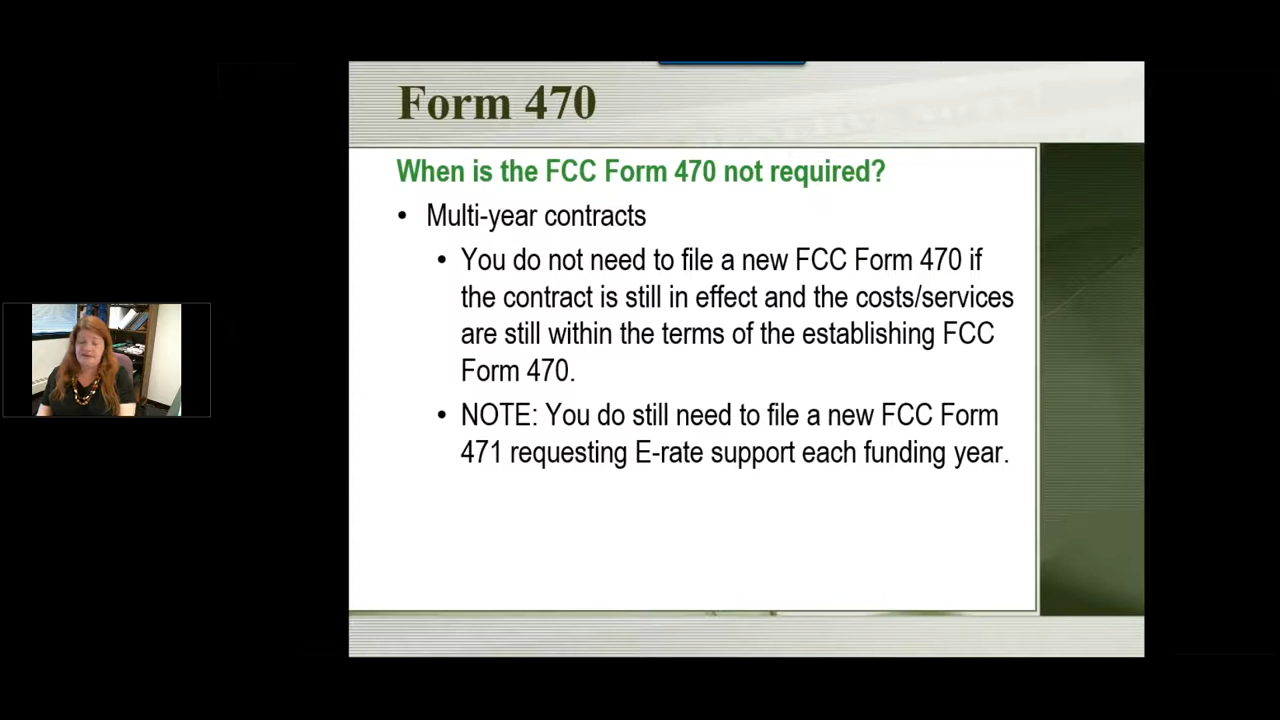 Form 470
When is the FCC Form 470 not required?
• Multi-year contracts
• You do not need to file a new FCC Form 470 if
the contract is still in effect and the costs/services
are still within the terms of the establishing FCC
Form 470.
• NOTE: You do still need to file a new FCC Form
471 requesting E-rate support each funding year.